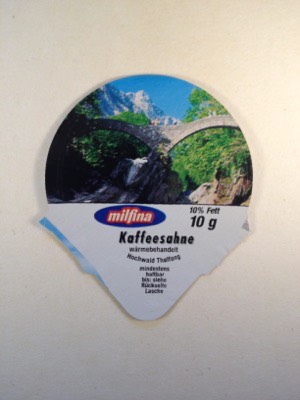 milfina
10% Fett
10 g
Kaffeesahne
wärmebehandelt
Hochwald Thalfang
mindestens
haltbar
bis: siehe
Rückseite
Lasche